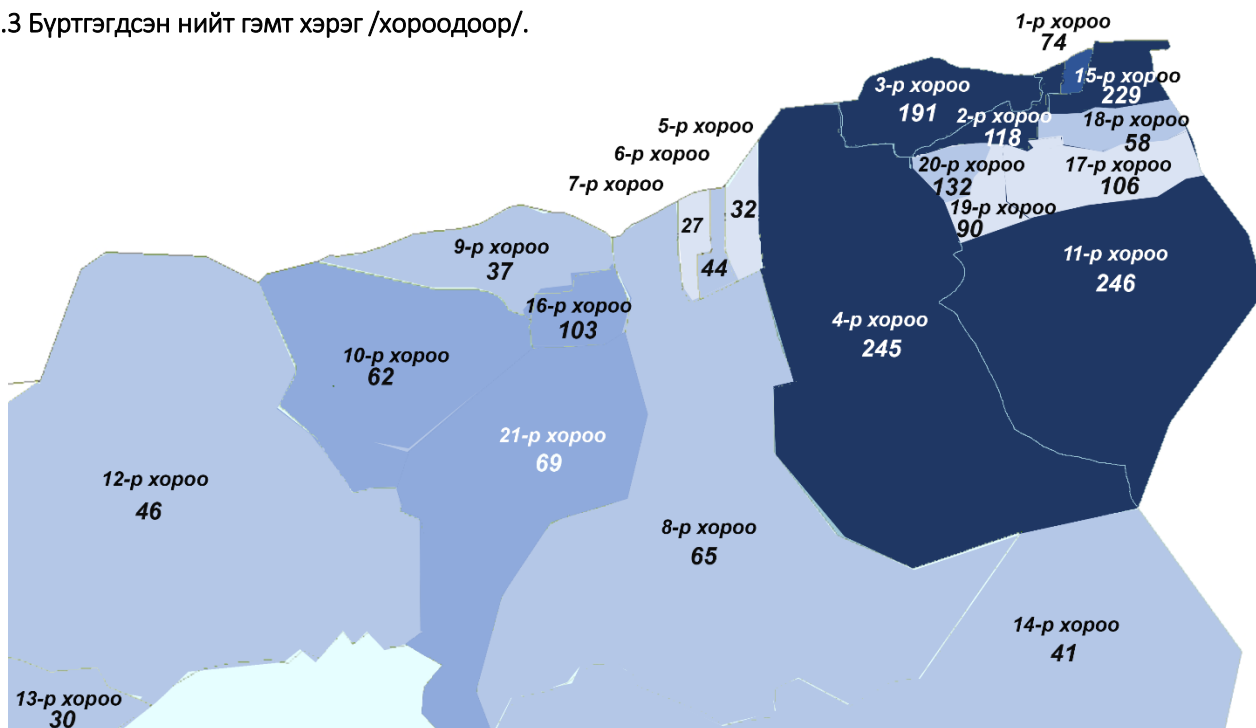 .3 Бүртгэгдсэн нийт гэмт хэрэг /хороодоор/.
1-р хороо
74
15-р хороо
229
3-р хороо
191
2-р хороо
118
18-р хороо
58
5-р хороо
6-р хороо
7-р хороо
20-р хороо
132
17-р хороо
106
19-р хороо
90
32
27
44
9-р хороо
37
11-р хороо
246
16-р хороо
103
4-р хороо
245
10-р хороо
62
21-р хороо
69
12-р хороо
46
8-р хороо
65
14-р хороо
41
13-р хороо
30